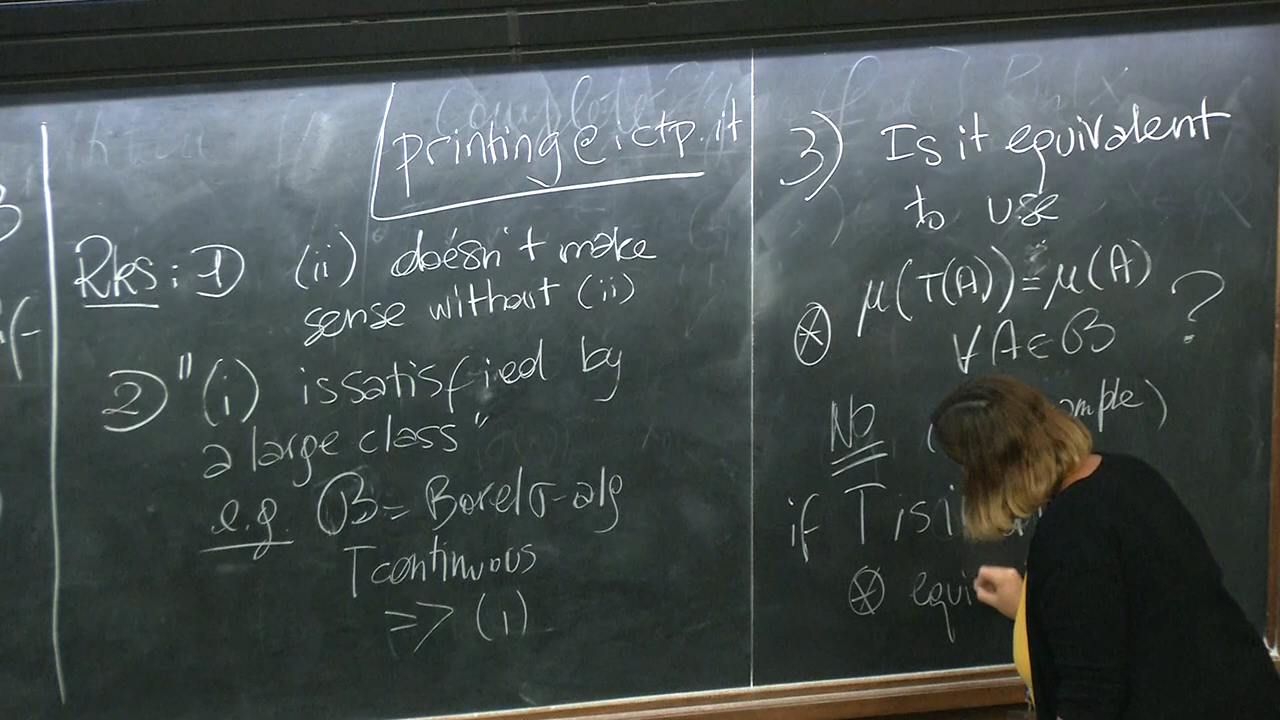 printing@ictp.it
Rks: 1) (ii) doesn't make
sense without (ii)
2) "(i) is satisfied by
a large class"
e.g. B = Borel σ-alg
T continuous
=> (i)
3) Is it equivalent
to use
⊛ μ(T(A)) = μ(A) ?
∀ A ∈ B
NO (
if T is
⊛